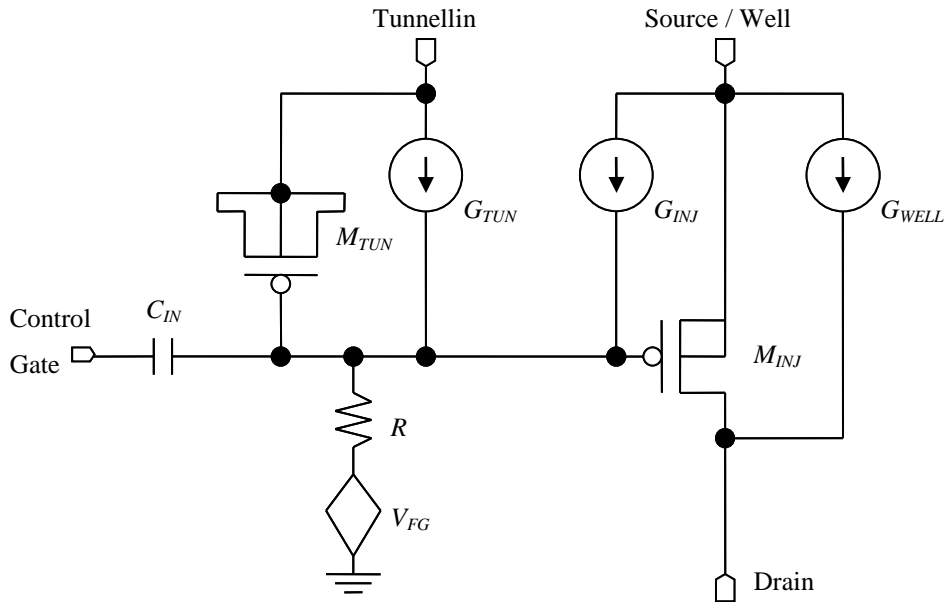 Tunnellin
Source / Well
G_TUN
G_INJ
G_WELL
M_TUN
C_IN
Control
Gate
M_INJ
R
V_FG
Drain